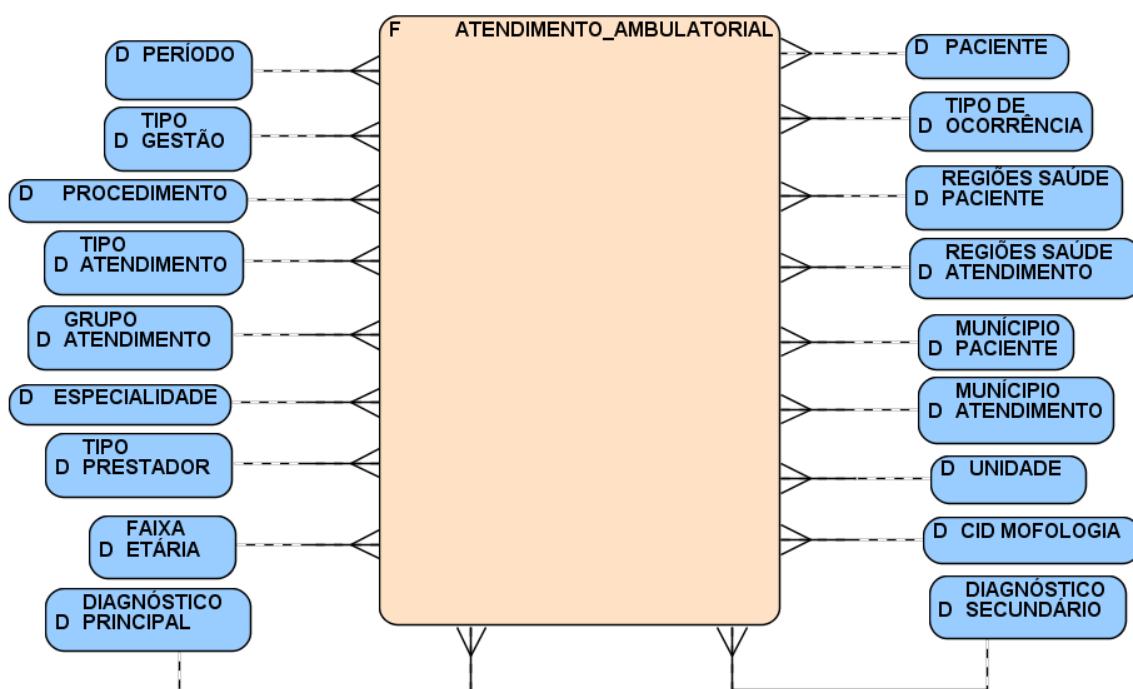 F ATENDIMENTO_AMBULATORIAL
D PERÍODO
TIPO
D GESTÃO
D PROCEDIMENTO
TIPO
D ATENDIMENTO
GRUPO
D ATENDIMENTO
D ESPECIALIDADE
TIPO
D PRESTADOR
FAIXA
D ETÁRIA
DIAGNÓSTICO
D PRINCIPAL
D PACIENTE
TIPO DE
D OCORRÊNCIA
REGIÕES SAÚDE
D PACIENTE
REGIÕES SAÚDE
D ATENDIMENTO
MUNÍCIPIO
D PACIENTE
MUNÍCIPIO
D ATENDIMENTO
D UNIDADE
D CID MOFOLOGIA
DIAGNÓSTICO
D SECUNDÁRIO